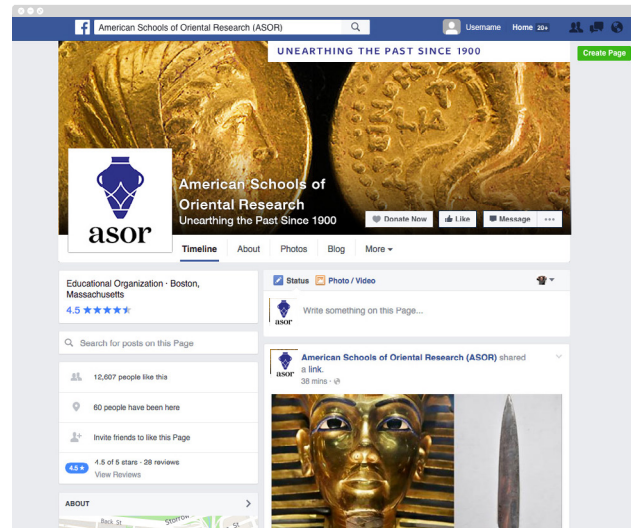 American Schools of Oriental Research (ASOR)
Username
Home 20+
UNEARTHING THE PAST SINCE 1900
Create Page
asor
American Schools of
Oriental Research
Unearthing the Past Since 1900
Donate Now
Like
Message
Timeline
About
Photos
Blog
More
Educational Organization · Boston,
Massachusetts
4.5
Search for posts on this Page
12,607 people like this
60 people have been here
Invite friends to like this Page
4.5
4.5 of 5 stars · 28 reviews
View Reviews
ABOUT
Back St
Storrow
St
Status
Photo / Video
asor
Write something on this Page...
asor
American Schools of Oriental Research (ASOR) shared
a link.
38 mins ·